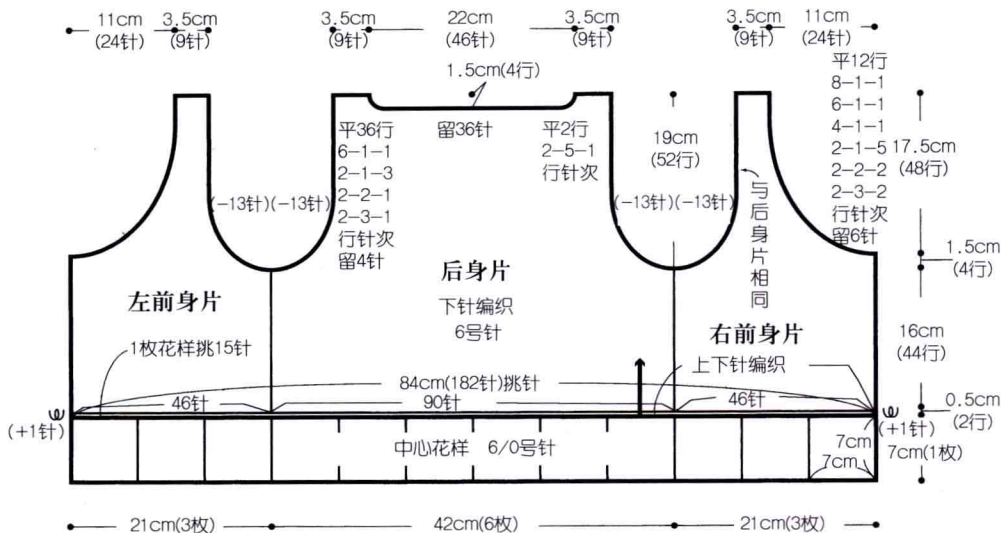 11cm
(24针)
3.5cm
(9针)
3.5cm
(9针)
22cm
(46针)
3.5cm
(9针)
3.5cm
(9针)
11cm
(24针)
1.5cm(4行)
平36行
6-1-1
2-1-3
2-2-1
2-3-1
行针次
留4针
留36针
平2行
2-5-1
行针次
19cm
(52行)
平12行
8-1-1
6-1-1
4-1-1
2-1-5
2-2-2
2-3-2
行针次
留6针
17.5cm
(48行)
(-13针)(-13针)
(-13针)(-13针)
与后身片相同
1.5cm
(4行)
左前身片
后身片
下针编织
6号针
右前身片
16cm
(44行)
1枚花样挑15针
上下针编织
84cm(182针)挑针
46针
90针
46针
0.5cm
(2行)
(+1针)
(+1针)
中心花样 6/0号针
7cm
7cm
7cm(1枚)
21cm(3枚)
42cm(6枚)
21cm(3枚)